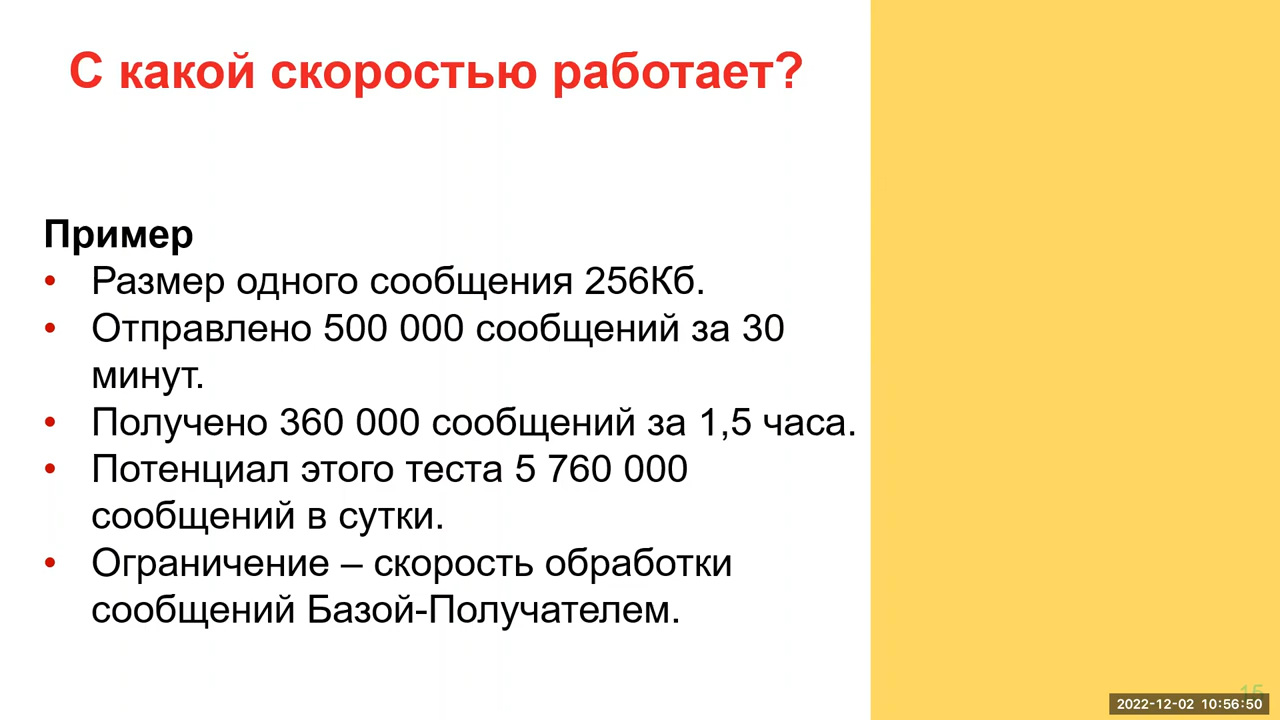 С какой скоростью работает?
Пример
• Размер одного сообщения 256Кб.
• Отправлено 500 000 сообщений за 30
минут.
• Получено 360 000 сообщений за 1,5 часа.
• Потенциал этого теста 5 760 000
сообщений в сутки.
• Ограничение – скорость обработки
сообщений Базой-Получателем.
15
2022-12-02 10:56:50